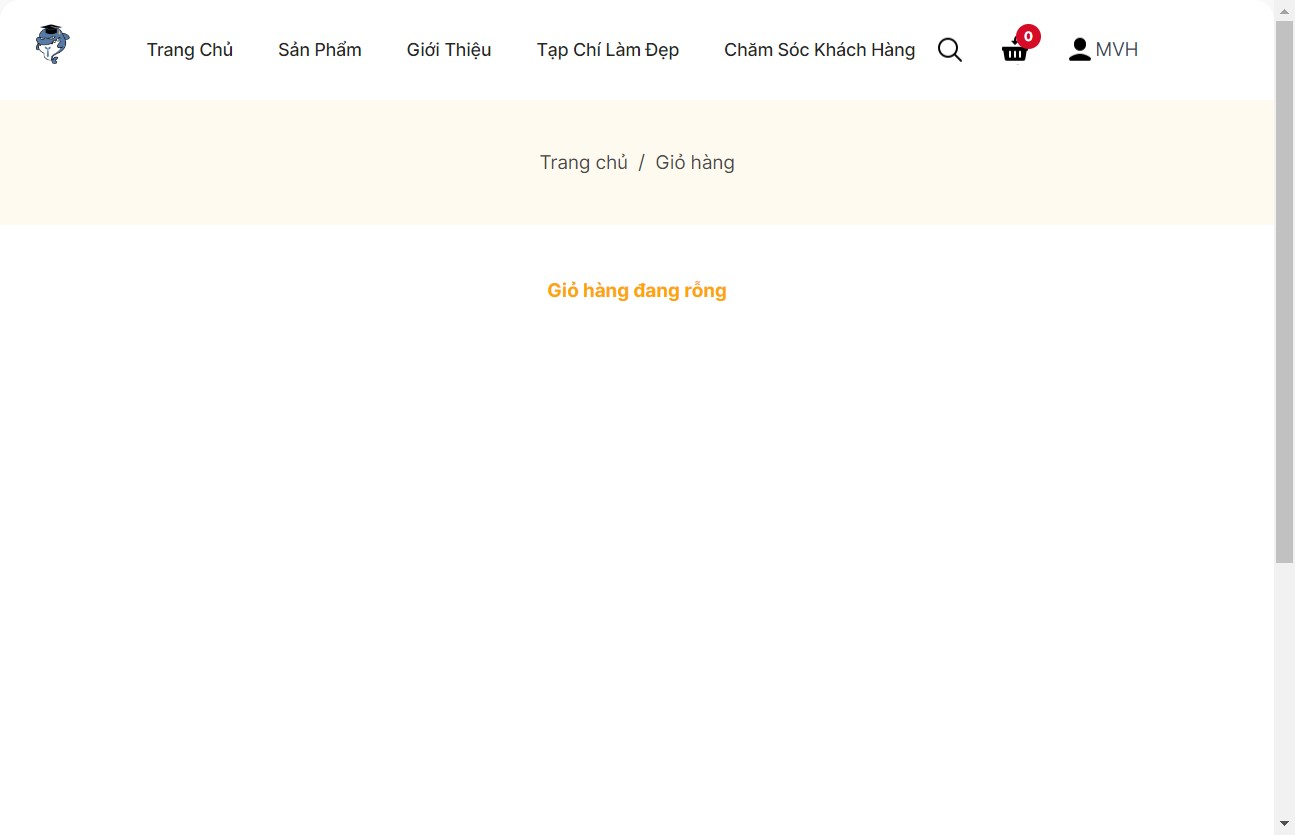 Trang Chủ Sản Phẩm Giới Thiệu Tạp Chí Làm Đẹp Chăm Sóc Khách Hàng 0 MVH
Trang chủ / Giỏ hàng
Giỏ hàng đang rỗng